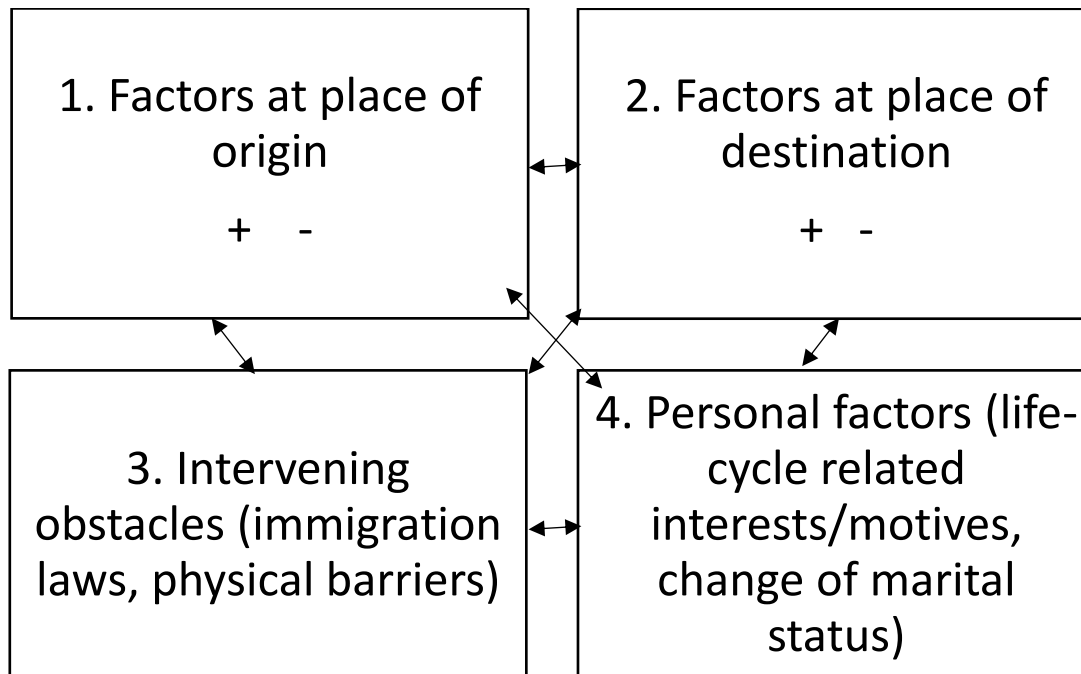 1. Factors at place of
origin
+ -
2. Factors at place of
destination
+ -
3. Intervening
obstacles (immigration
laws, physical barriers)
4. Personal factors (life-
cycle related
interests/motives,
change of marital
status)